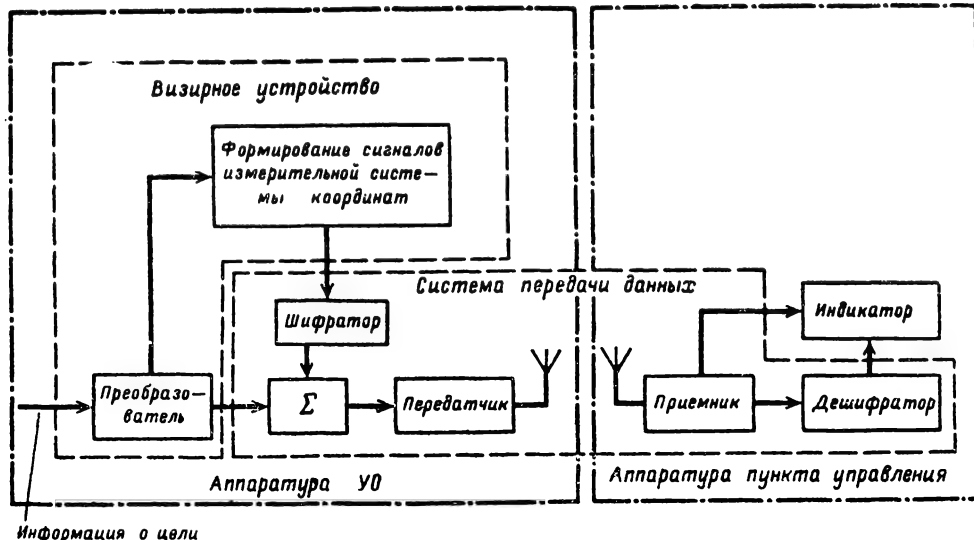 Визирное устройство
Формирование сигналов
измерительной систе-
мы координат
Система передачи данных
Шифратор
Индикатор
Преобразо-
ватель
Σ
Передатчик
Приемник
Дешифратор
Аппаратура УО
Аппаратура пункта управления
Информация о цели